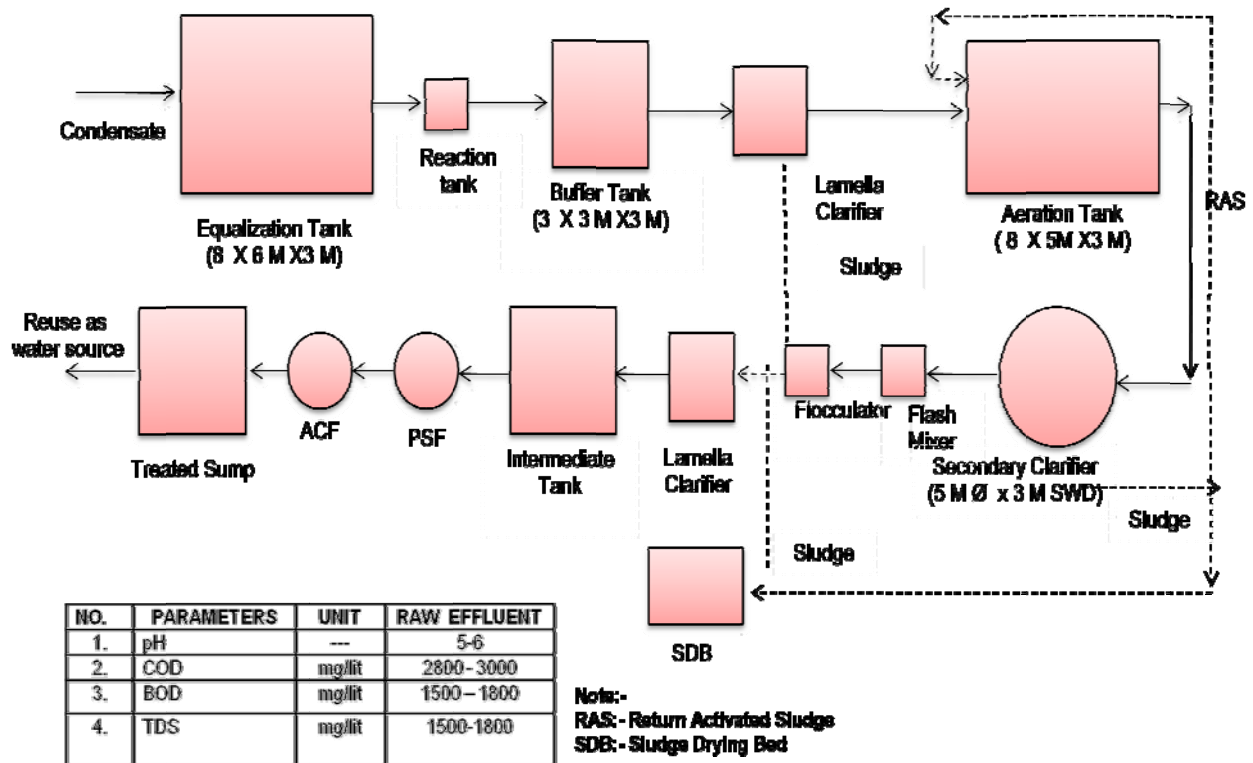 Condensate
Equalization Tank
(8 X 6 M X3 M)
Reaction
tank
Buffer Tank
(3 X 3 M X3 M)
Lamella
Clarifier
Sludge
Aeration Tank
( 8 X 5M X3 M)
RAS
Reuse as
water source
Treated Sump
ACF
PSF
Intermediate
Tank
Lamella
Clarifier
Flocculator
Flash
Mixer
Secondary Clarifier
(5 M Ø x 3 M SWD)
Sludge
Sludge
SDB
NO. PARAMETERS UNIT RAW EFFLUENT
1. pH --- 5-6
2. COD mg/lit 2800-3000
3. BOD mg/lit 1500–1800
4. TDS mg/lit 1500-1800
Note:-
RAS:- Return Activated Sludge
SDB:- Sludge Drying Bed